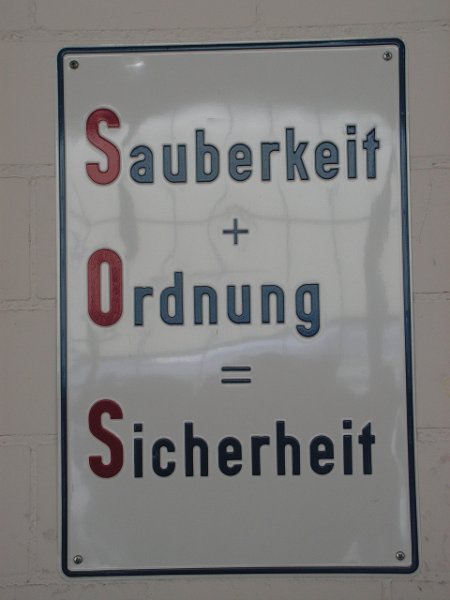 Sauberkeit
+
Ordnung
=
Sicherheit